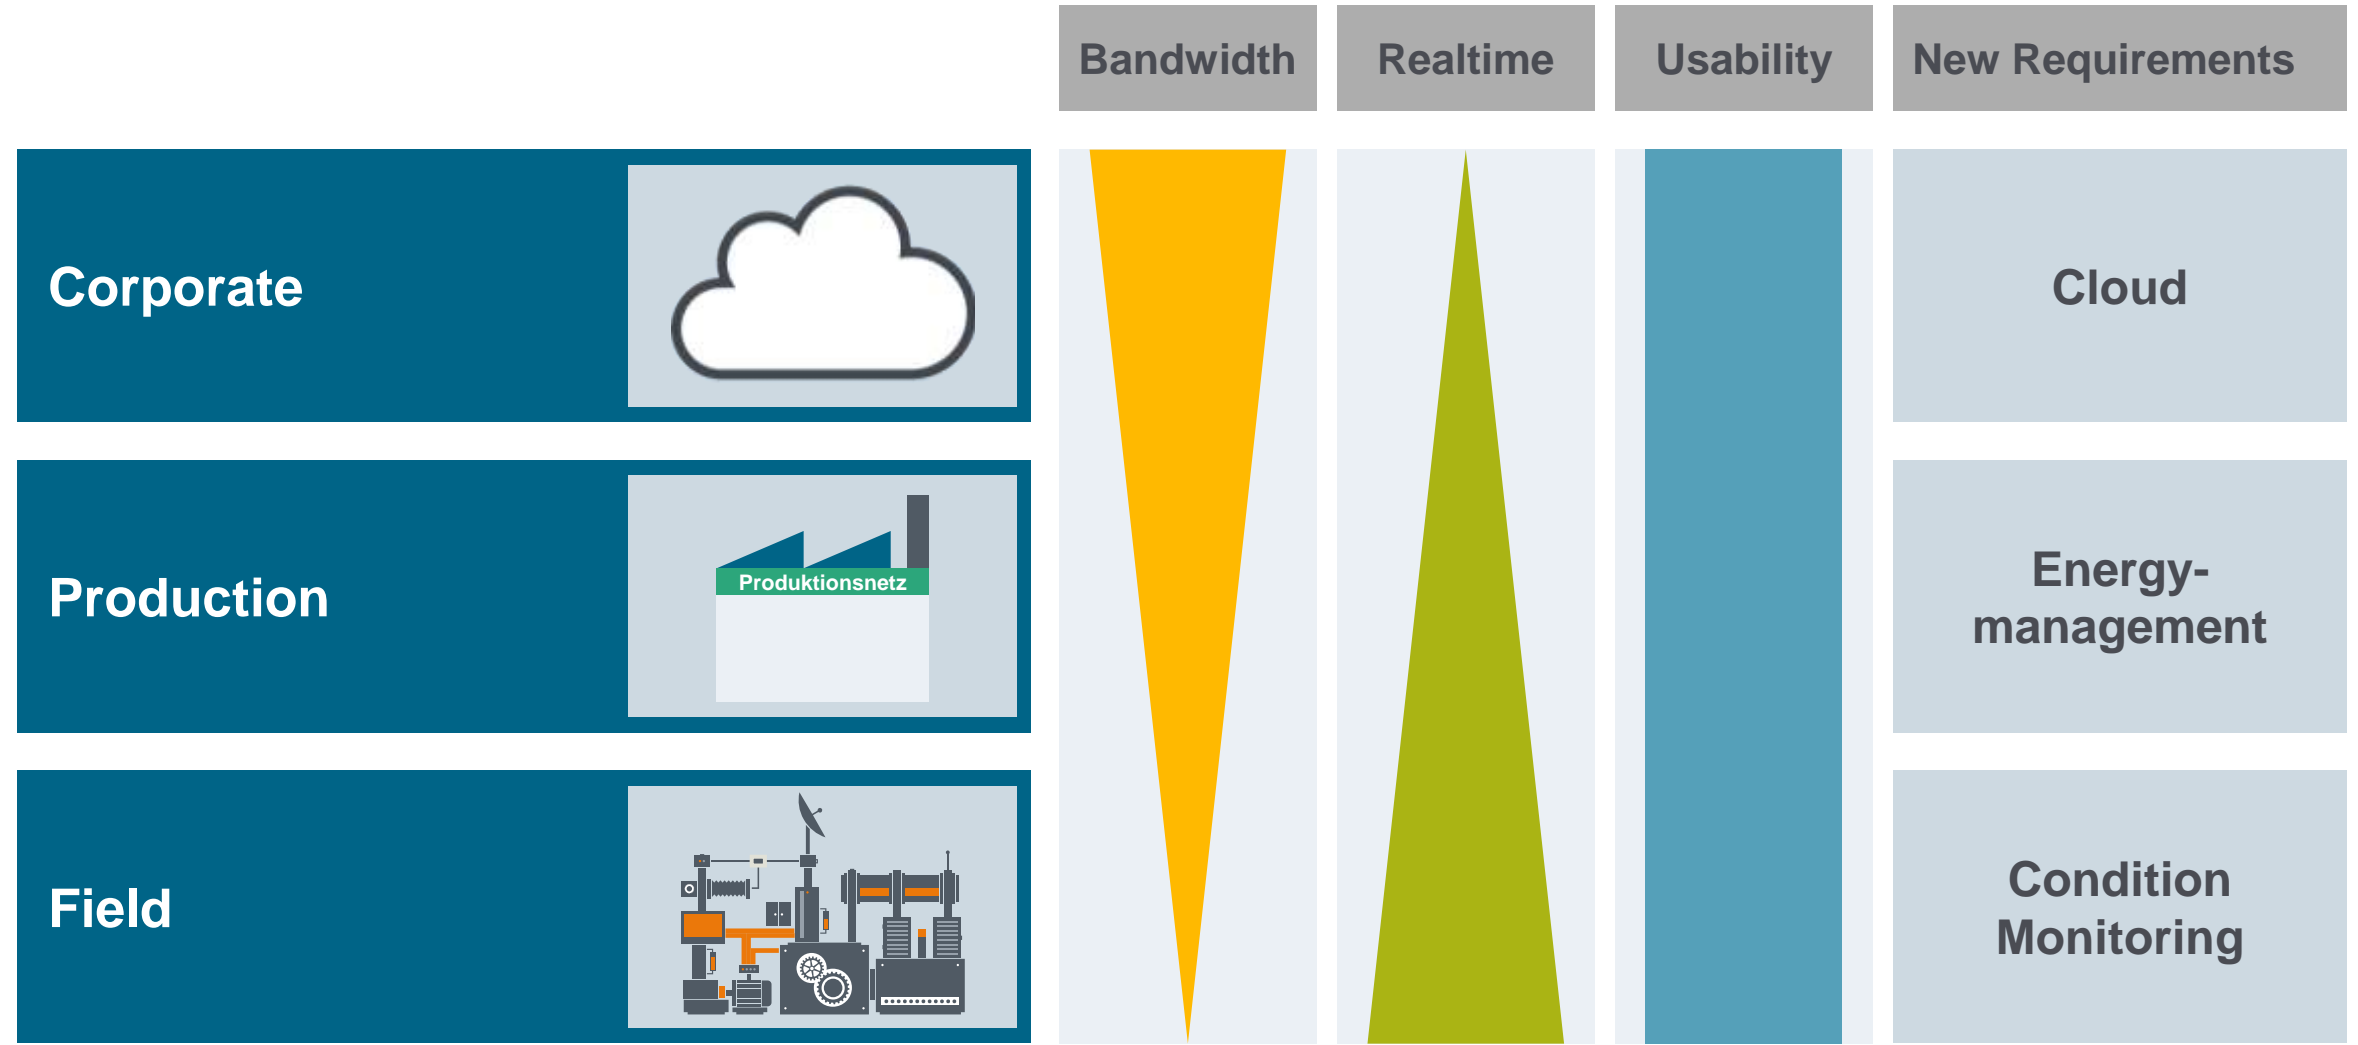 Bandwidth
Realtime
Usability
New Requirements
Corporate
Cloud
Production
Produktionsnetz
Energy-
management
Field
Condition
Monitoring